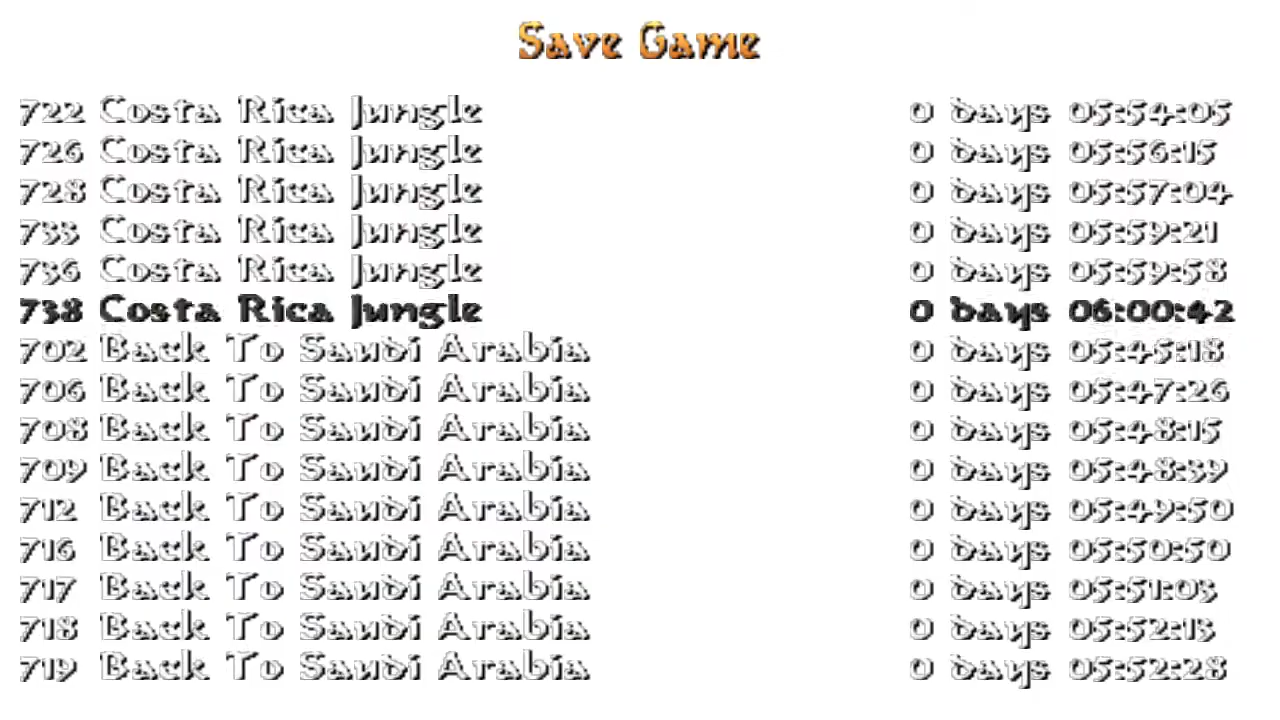 Save Game
722 Costa Rica Jungle 0 days 05:54:05
726 Costa Rica Jungle 0 days 05:56:15
728 Costa Rica Jungle 0 days 05:57:04
733 Costa Rica Jungle 0 days 05:59:21
736 Costa Rica Jungle 0 days 05:59:58
738 Costa Rica Jungle 0 days 06:00:42
702 Back To Saudi Arabia 0 days 05:45:18
706 Back To Saudi Arabia 0 days 05:47:26
708 Back To Saudi Arabia 0 days 05:48:15
709 Back To Saudi Arabia 0 days 05:48:39
712 Back To Saudi Arabia 0 days 05:49:50
716 Back To Saudi Arabia 0 days 05:50:50
717 Back To Saudi Arabia 0 days 05:51:03
718 Back To Saudi Arabia 0 days 05:52:13
719 Back To Saudi Arabia 0 days 05:52:28